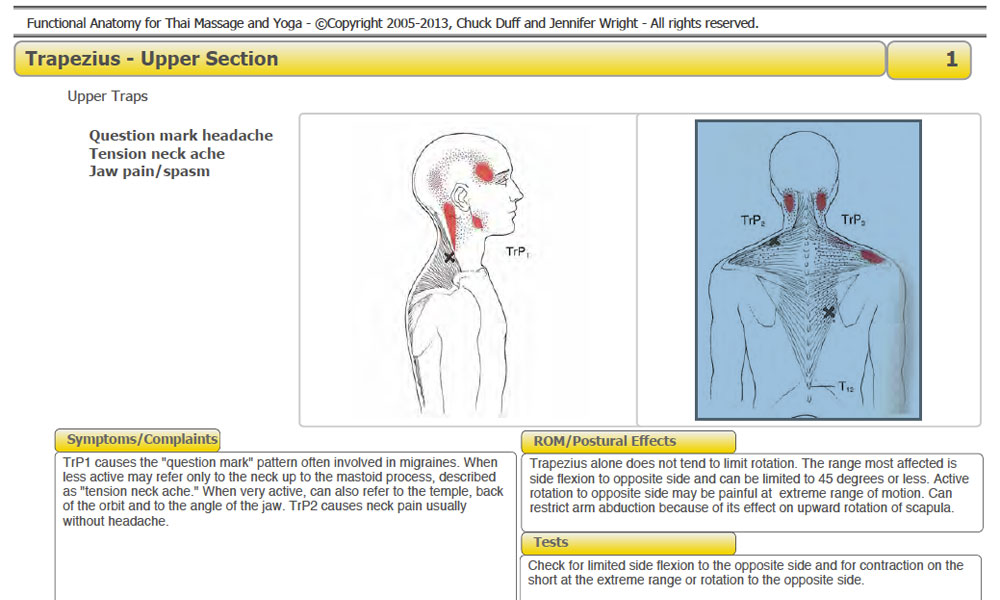 Functional Anatomy for Thai Massage and Yoga - ©Copyright 2005-2013, Chuck Duff and Jennifer Wright - All rights reserved.
Trapezius - Upper Section
1
Upper Traps
Question mark headache
Tension neck ache
Jaw pain/spasm
TrP1
TrP2
TrP3
T12
Symptoms/Complaints
TrP1 causes the "question mark" pattern often involved in migraines. When
less active may refer only to the neck up to the mastoid process, described
as "tension neck ache." When very active, can also refer to the temple, back
of the orbit and to the angle of the jaw. TrP2 causes neck pain usually
without headache.
ROM/Postural Effects
Trapezius alone does not tend to limit rotation. The range most affected is
side flexion to opposite side and can be limited to 45 degrees or less. Active
rotation to opposite side may be painful at extreme range of motion. Can
restrict arm abduction because of its effect on upward rotation of scapula.
Tests
Check for limited side flexion to the opposite side and for contraction on the
short at the extreme range or rotation to the opposite side.